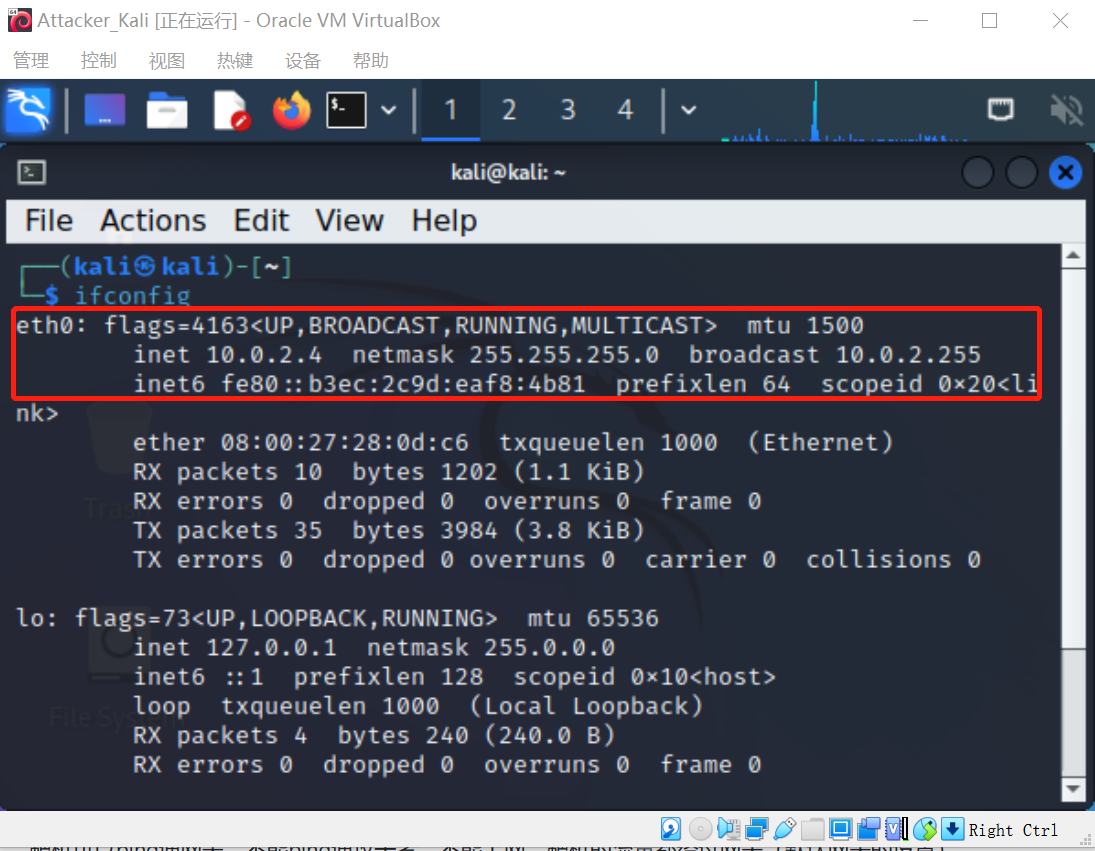 Attacker_Kali [正在运行] - Oracle VM VirtualBox
管理 控制 视图 热键 设备 帮助
1 2 3 4
kali@kali: ~
File Actions Edit View Help
┌──(kali㉿kali)-[~]
└─$ ifconfig
eth0: flags=4163<UP,BROADCAST,RUNNING,MULTICAST>  mtu 1500
inet 10.0.2.4  netmask 255.255.255.0  broadcast 10.0.2.255
inet6 fe80::b3ec:2c9d:eaf8:4b81  prefixlen 64  scopeid 0×20<li
nk>
ether 08:00:27:28:0d:c6  txqueuelen 1000  (Ethernet)
RX packets 10  bytes 1202 (1.1 KiB)
RX errors 0  dropped 0  overruns 0  frame 0
TX packets 35  bytes 3984 (3.8 KiB)
TX errors 0  dropped 0 overruns 0  carrier 0  collisions 0
lo: flags=73<UP,LOOPBACK,RUNNING>  mtu 65536
inet 127.0.0.1  netmask 255.0.0.0
inet6 ::1  prefixlen 128  scopeid 0×10<host>
loop  txqueuelen 1000  (Local Loopback)
RX packets 4  bytes 240 (240.0 B)
RX errors 0  dropped 0  overruns 0  frame 0
Trash
File System
Right Ctrl